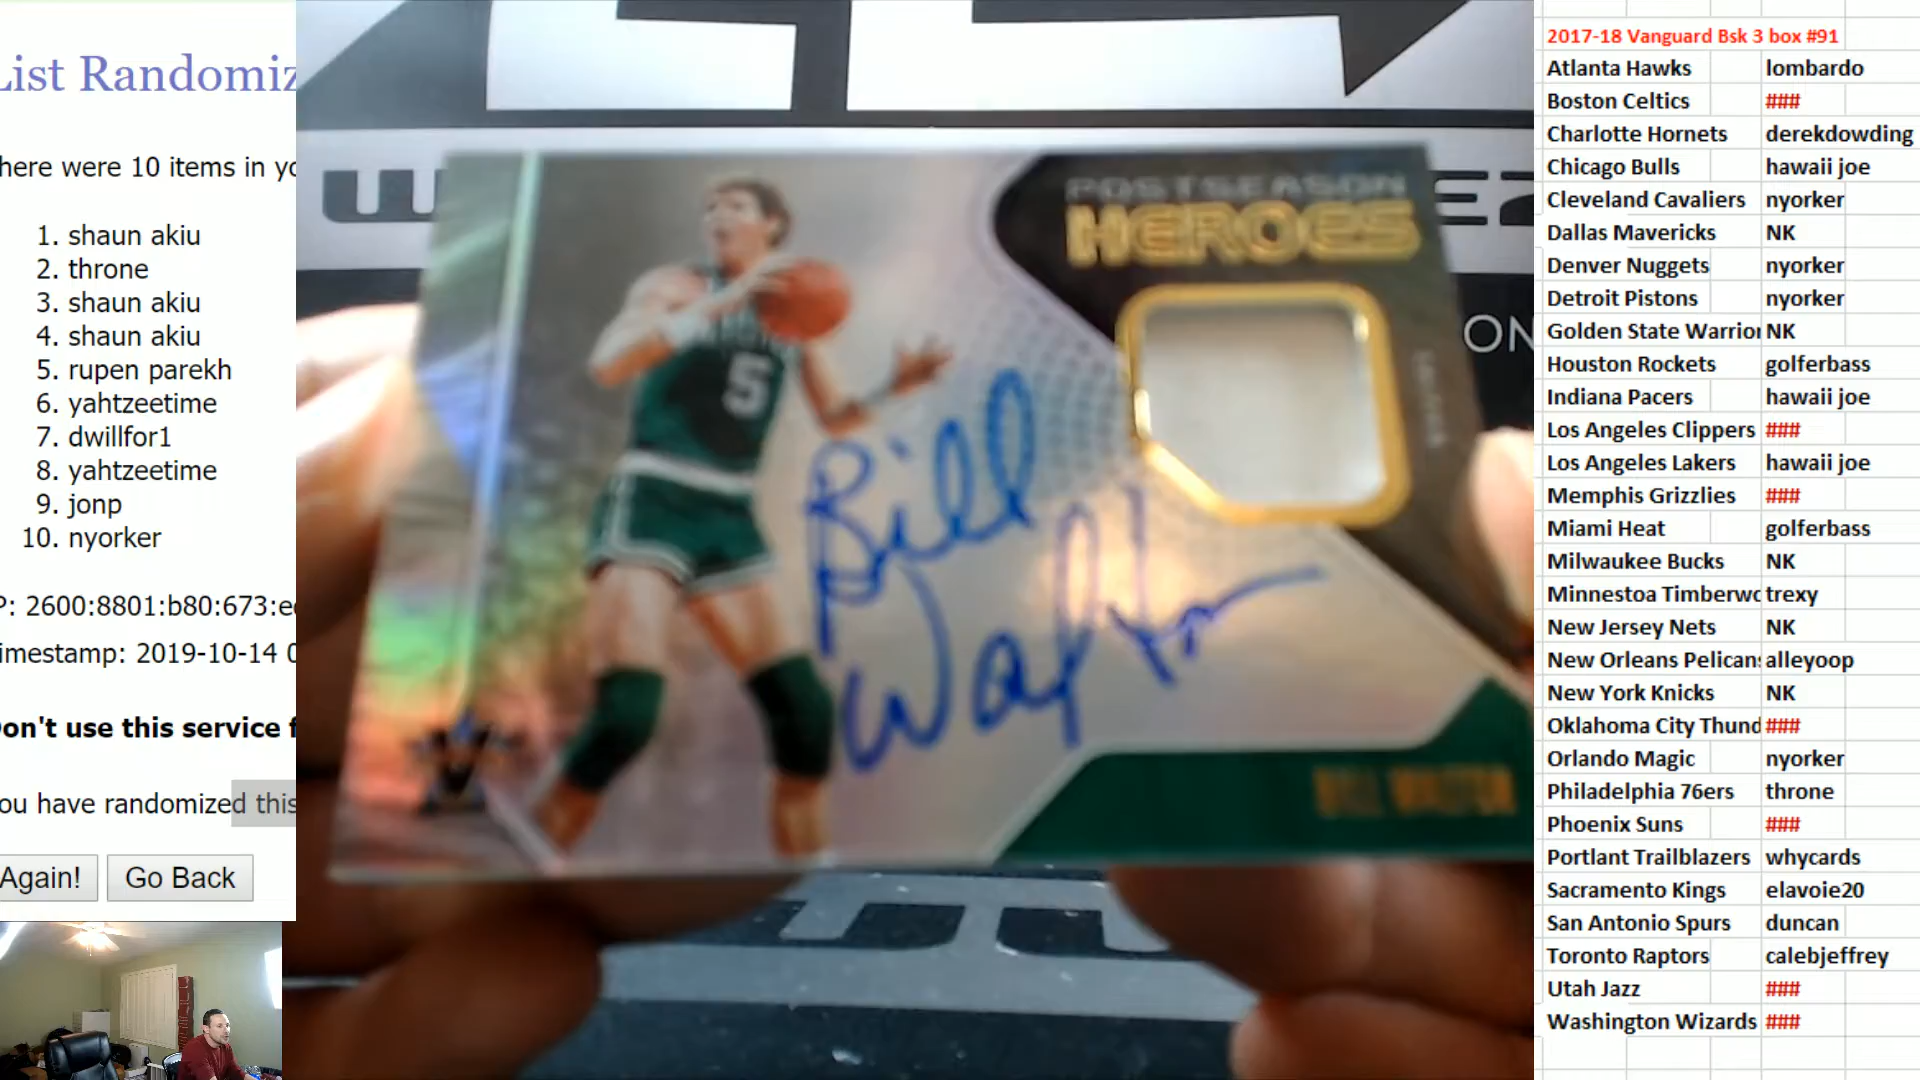 List Randomiz
here were 10 items in yo
1. shaun akiu
2. throne
3. shaun akiu
4. shaun akiu
5. rupen parekh
6. yahtzeetime
7. dwillfor1
8. yahtzeetime
9. jonp
10. nyorker
P: 2600:8801:b80:673:e
imestamp: 2019-10-14 0
on't use this service f
ou have randomized this
Again! Go Back
POSTSEASON
HEROES
5
Bill
Walton
BILL WALTON
ON
2017-18 Vanguard Bsk 3 box #91
Atlanta Hawks lombardo
Boston Celtics ###
Charlotte Hornets derekdowding
Chicago Bulls hawaii joe
Cleveland Cavaliers nyorker
Dallas Mavericks NK
Denver Nuggets nyorker
Detroit Pistons nyorker
Golden State Warrior NK
Houston Rockets golferbass
Indiana Pacers hawaii joe
Los Angeles Clippers ###
Los Angeles Lakers hawaii joe
Memphis Grizzlies ###
Miami Heat golferbass
Milwaukee Bucks NK
Minnestoa Timberwo trexy
New Jersey Nets NK
New Orleans Pelicans alleyoop
New York Knicks NK
Oklahoma City Thund ###
Orlando Magic nyorker
Philadelphia 76ers throne
Phoenix Suns ###
Portlant Trailblazers whycards
Sacramento Kings elavoie20
San Antonio Spurs duncan
Toronto Raptors calebjeffrey
Utah Jazz ###
Washington Wizards ###